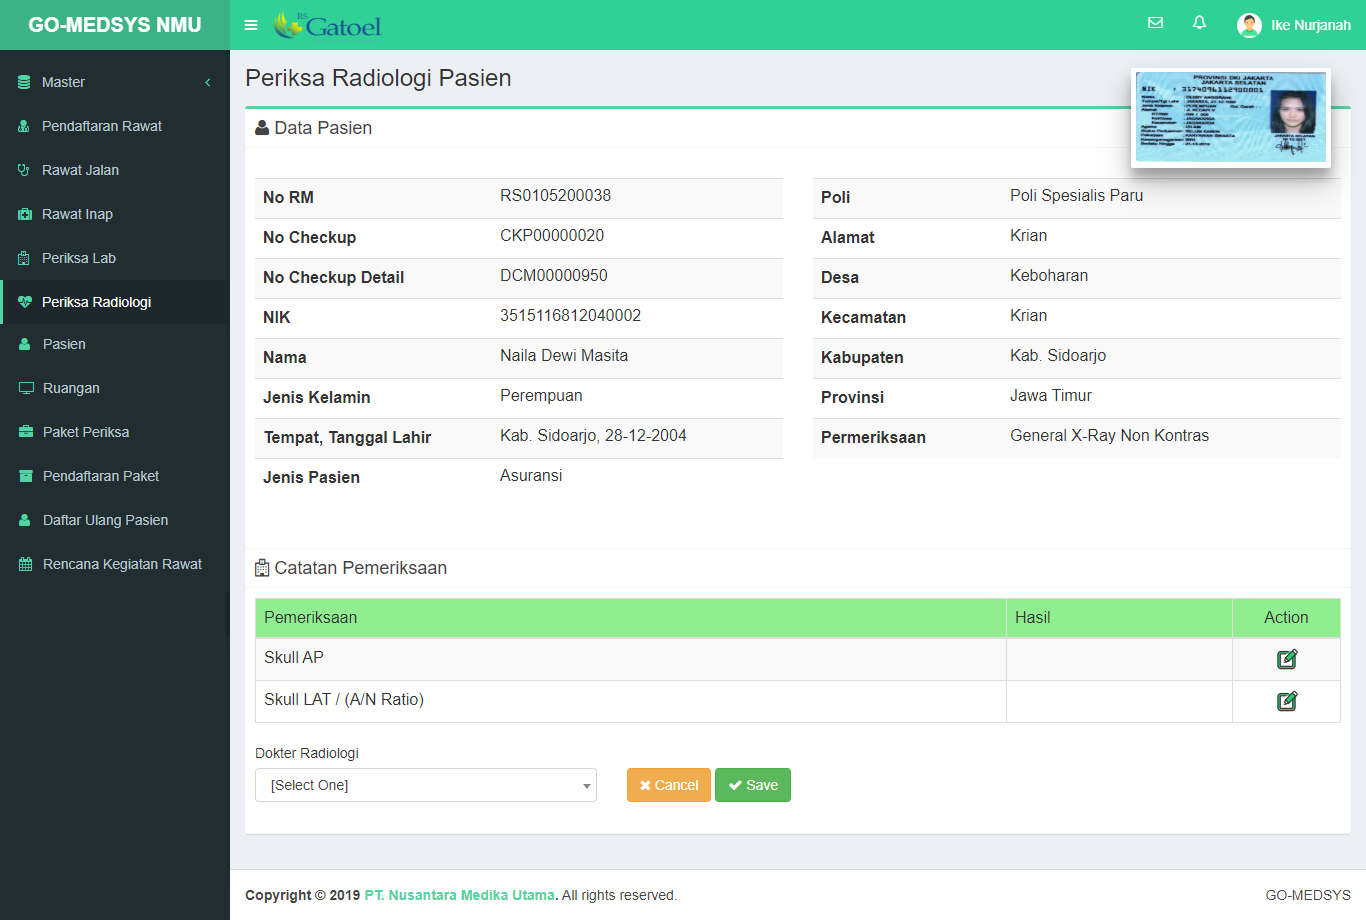 GO-MEDSYS NMU
RS Gatoel
Ike Nurjanah
Master
Pendaftaran Rawat
Rawat Jalan
Rawat Inap
Periksa Lab
Periksa Radiologi
Pasien
Ruangan
Paket Periksa
Pendaftaran Paket
Daftar Ulang Pasien
Rencana Kegiatan Rawat
Periksa Radiologi Pasien
PROVINSI DKI JAKARTA
JAKARTA SELATAN
NIK
Data Pasien
No RM RS0105200038
No Checkup CKP00000020
No Checkup Detail DCM00000950
NIK 3515116812040002
Nama Naila Dewi Masita
Jenis Kelamin Perempuan
Tempat, Tanggal Lahir Kab. Sidoarjo, 28-12-2004
Jenis Pasien Asuransi
Poli Poli Spesialis Paru
Alamat Krian
Desa Keboharan
Kecamatan Krian
Kabupaten Kab. Sidoarjo
Provinsi Jawa Timur
Permeriksaan General X-Ray Non Kontras
Catatan Pemeriksaan
Pemeriksaan Hasil Action
Skull AP
Skull LAT / (A/N Ratio)
Dokter Radiologi
[Select One] Cancel Save
Copyright © 2019 PT. Nusantara Medika Utama. All rights reserved. GO-MEDSYS